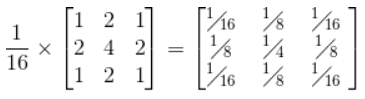 1/16 × [1 2 1
2 4 2
1 2 1] = [1/16 1/8 1/16
1/8 1/4 1/8
1/16 1/8 1/16]